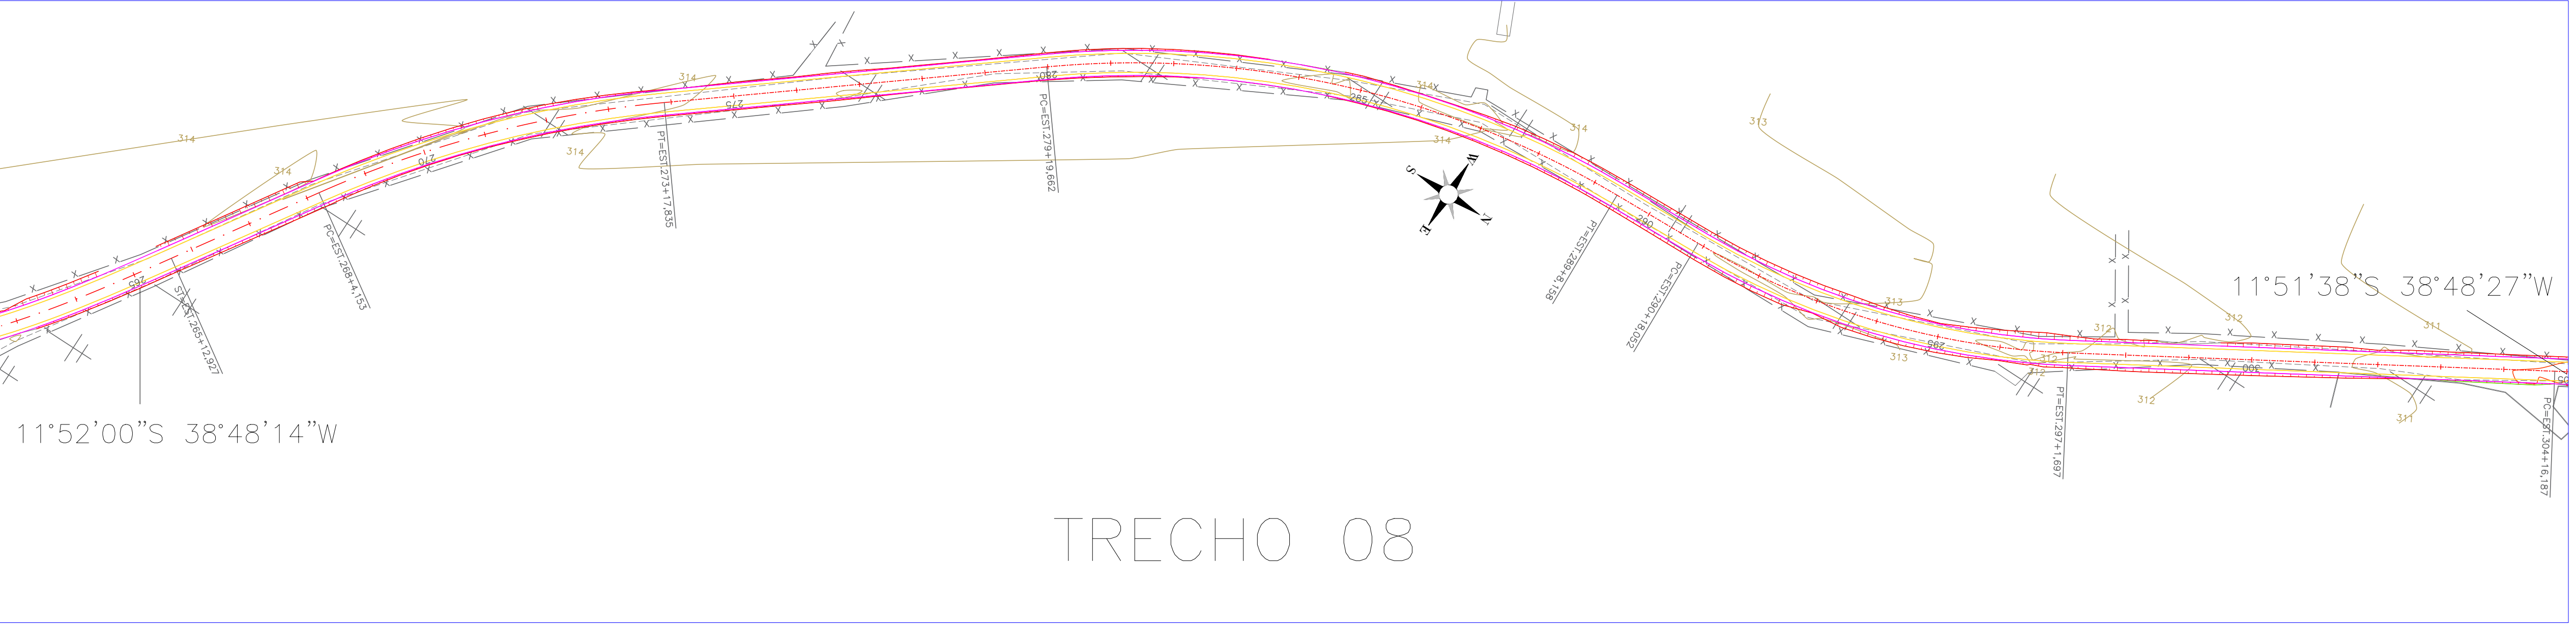 314
314
265
ST=EST.265+12,927
PC=EST.268+4,153
270
314
314
PT=EST.273+17,835
275
280
PC=EST.279+19,662
285
314
314
314
S
W
N
E
PT=EST.289+8,158
290
PC=EST.290+18,052
313
313
313
295
312
312
312
PT=EST.297+1,697
312
312
300
311
311
PC=EST.304+16,187
11°51'38"S 38°48'27"W
11°52'00"S 38°48'14"W
TRECHO 08